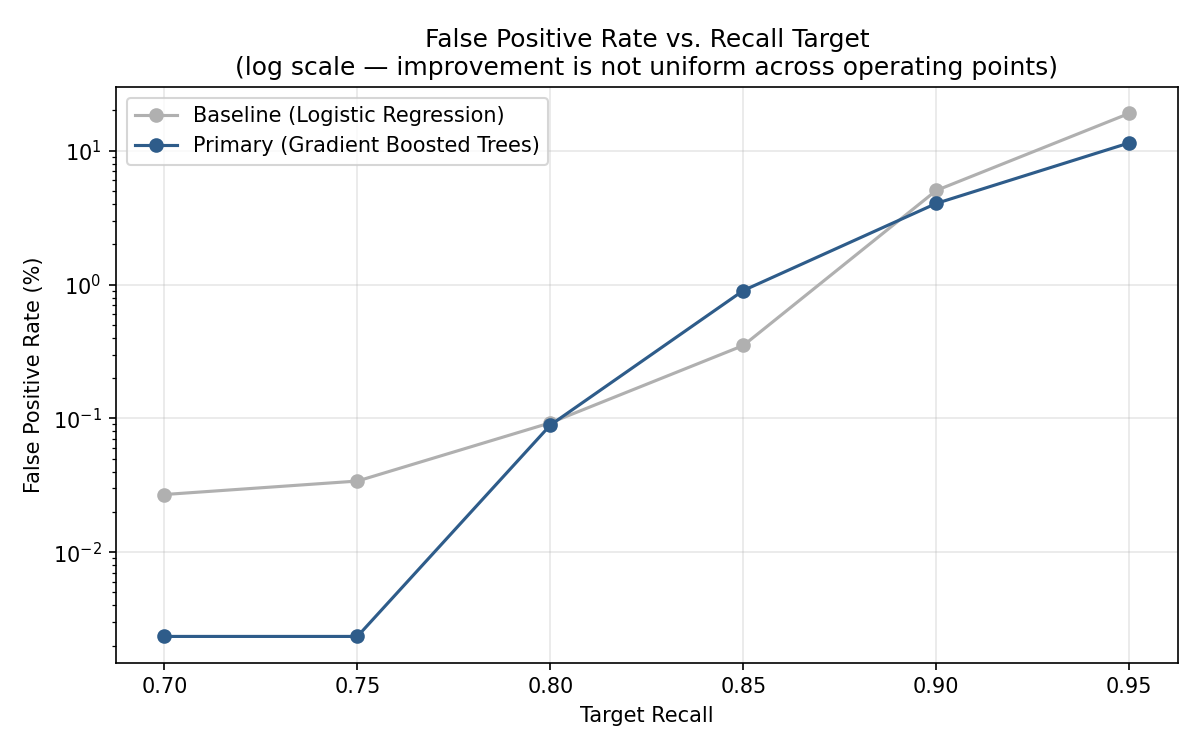 False Positive Rate vs. Recall Target
(log scale — improvement is not uniform across operating points)
Baseline (Logistic Regression)
Primary (Gradient Boosted Trees)
False Positive Rate (%)
10¹
10⁰
10⁻¹
10⁻²
0.70 0.75 0.80 0.85 0.90 0.95
Target Recall